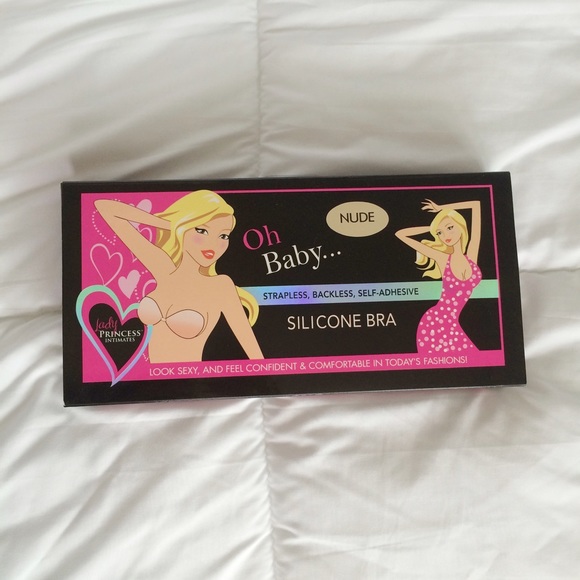 Oh
Baby...
NUDE
STRAPLESS, BACKLESS, SELF-ADHESIVE
SILICONE BRA
Lady
PRINCESS
INTIMATES
LOOK SEXY, AND FEEL CONFIDENT & COMFORTABLE IN TODAY'S FASHIONS!